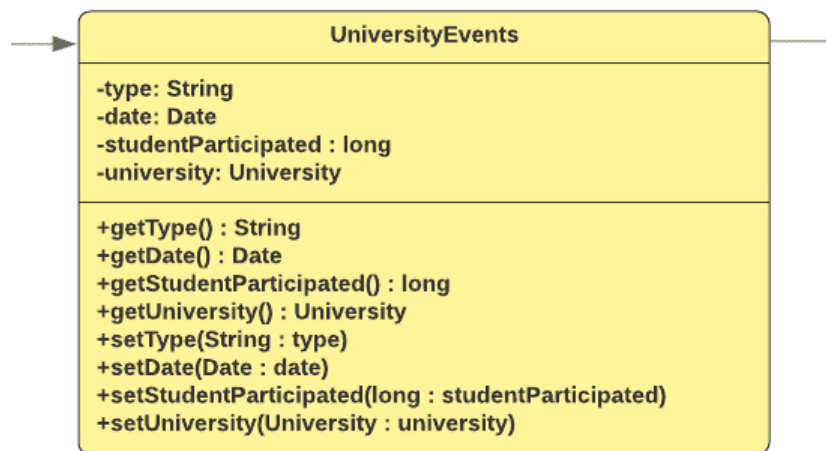 UniversityEvents
-type: String
-date: Date
-studentParticipated : long
-university: University
+getType() : String
+getDate() : Date
+getStudentParticipated() : long
+getUniversity() : University
+setType(String : type)
+setDate(Date : date)
+setStudentParticipated(long : studentParticipated)
+setUniversity(University : university)